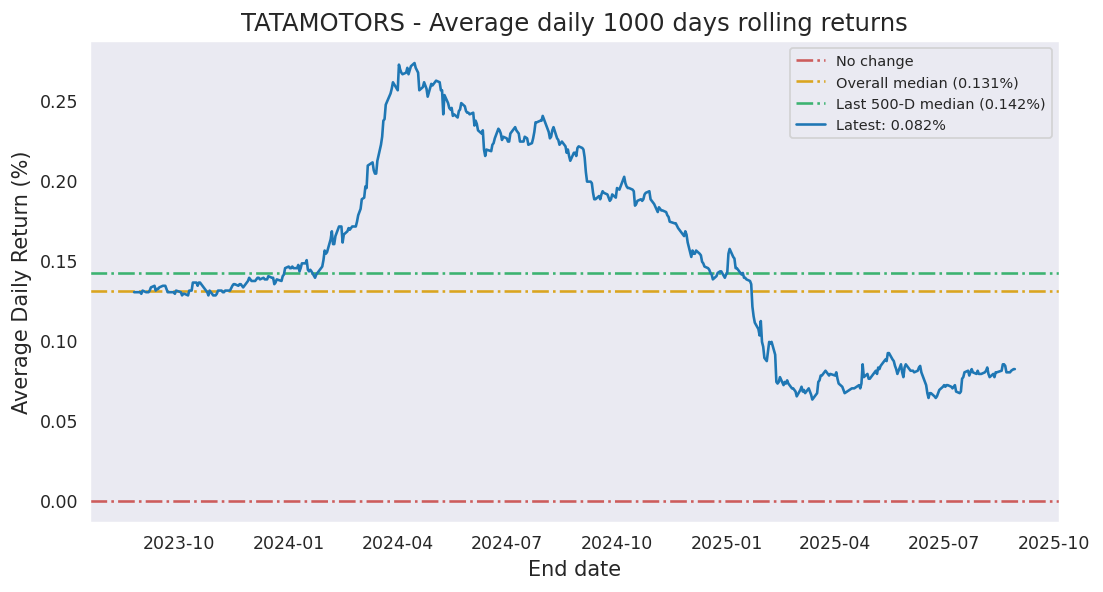 TATAMOTORS - Average daily 1000 days rolling returns
No change
Overall median (0.131%)
Last 500-D median (0.142%)
Latest: 0.082%
Average Daily Return (%)
0.25
0.20
0.15
0.10
0.05
0.00
2023-10 2024-01 2024-04 2024-07 2024-10 2025-01 2025-04 2025-07 2025-10
End date